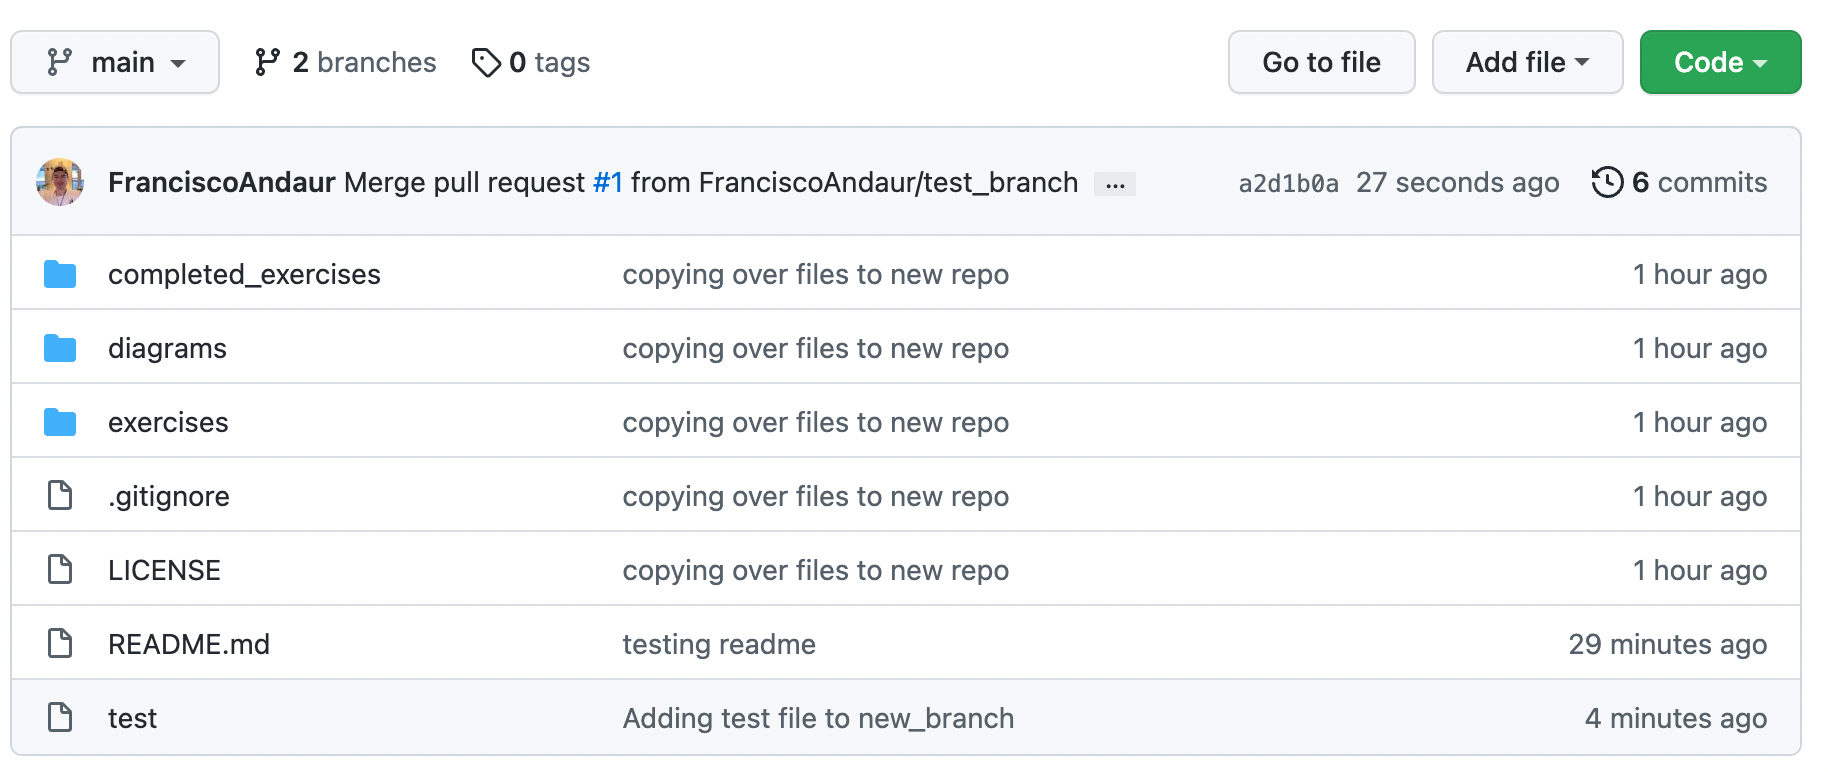 main 2 branches 0 tags Go to file Add file Code
FranciscoAndaur Merge pull request #1 from FranciscoAndaur/test_branch ... a2d1b0a 27 seconds ago 6 commits
completed_exercises copying over files to new repo 1 hour ago
diagrams copying over files to new repo 1 hour ago
exercises copying over files to new repo 1 hour ago
.gitignore copying over files to new repo 1 hour ago
LICENSE copying over files to new repo 1 hour ago
README.md testing readme 29 minutes ago
test Adding test file to new_branch 4 minutes ago